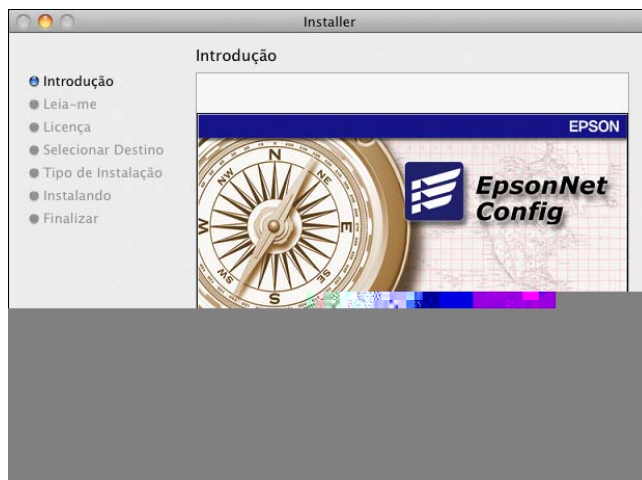 Installer
Introdução
Introdução
Leia-me
Licença
Selecionar Destino
Tipo de Instalação
Instalando
Finalizar
EPSON
EpsonNet
Config
N
NE
E
SE
S
SW
W
NW